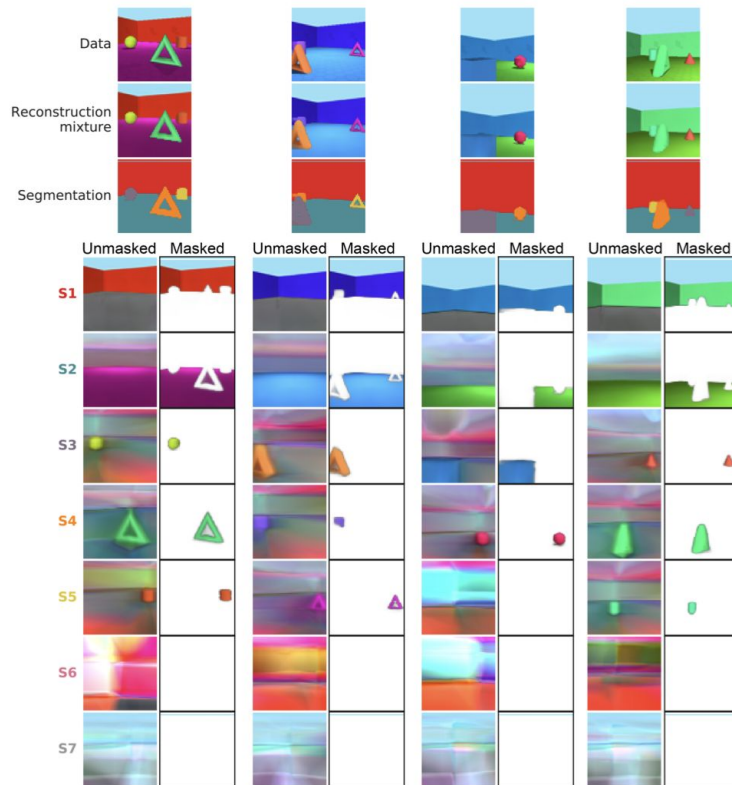 Data
Reconstruction
mixture
Segmentation
Unmasked Masked Unmasked Masked Unmasked Masked Unmasked Masked
S1
S2
S3
S4
S5
S6
S7